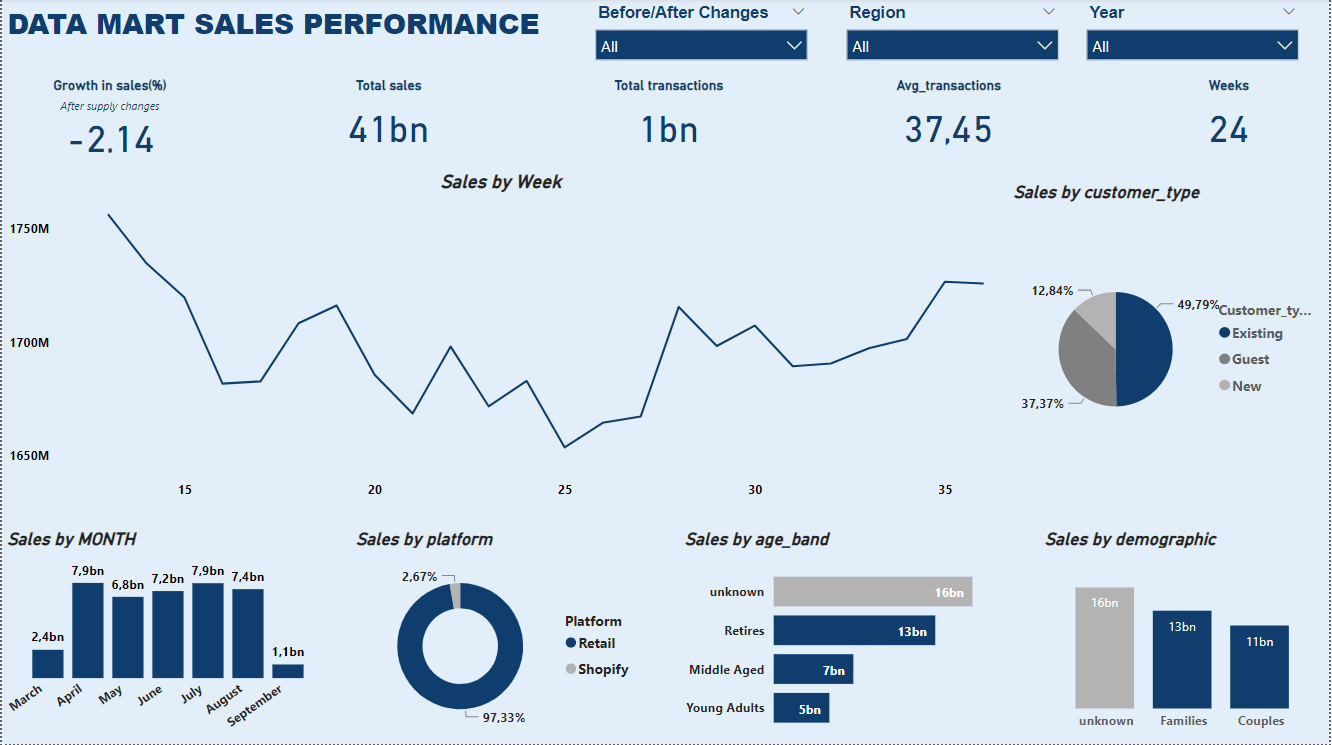 DATA MART SALES PERFORMANCE
Before/After Changes
All
Region
All
Year
All
Growth in sales(%)
After supply changes
-2,14
Total sales
41bn
Total transactions
1bn
Avg_transactions
37,45
Weeks
24
Sales by Week
1750M
1700M
1650M
15 20 25 30 35
Sales by customer_type
12,84%
49,79%
37,37%
Customer_ty...
Existing
Guest
New
Sales by MONTH
2,4bn
7,9bn
6,8bn
7,2bn
7,9bn
7,4bn
1,1bn
March
April
May
June
July
August
September
Sales by platform
2,67%
97,33%
Platform
Retail
Shopify
Sales by age_band
unknown 16bn
Retires 13bn
Middle Aged 7bn
Young Adults 5bn
Sales by demographic
16bn
13bn
11bn
unknown Families Couples